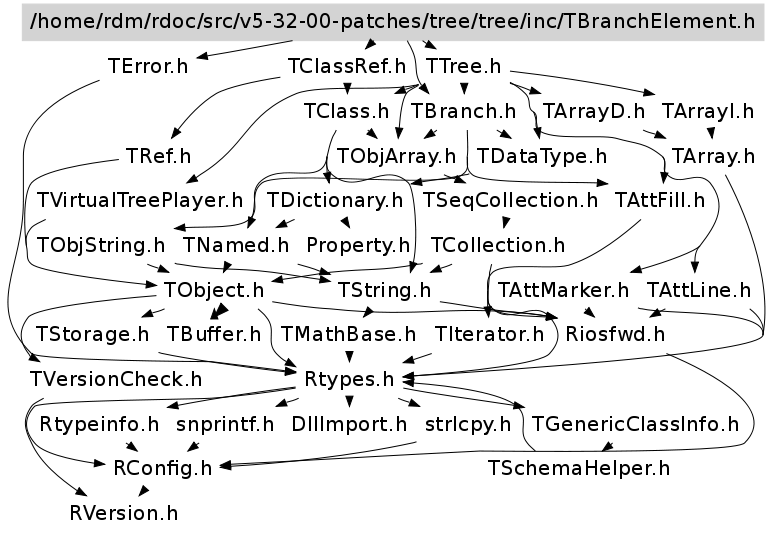 /home/rdm/rdoc/src/v5-32-00-patches/tree/tree/inc/TBranchElement.h
TError.h TClassRef.h TTree.h
TClass.h TBranch.h TArrayD.h TArrayI.h
TRef.h TObjArray.h TDataType.h TArray.h
TVirtualTreePlayer.h TDictionary.h TSeqCollection.h TAttFill.h
TObjString.h TNamed.h Property.h TCollection.h
TObject.h TString.h TAttMarker.h TAttLine.h
TStorage.h TBuffer.h TMathBase.h TIterator.h Riosfwd.h
TVersionCheck.h Rtypes.h
Rtypeinfo.h snprintf.h DllImport.h strlcpy.h TGenericClassInfo.h
RConfig.h TSchemaHelper.h
RVersion.h